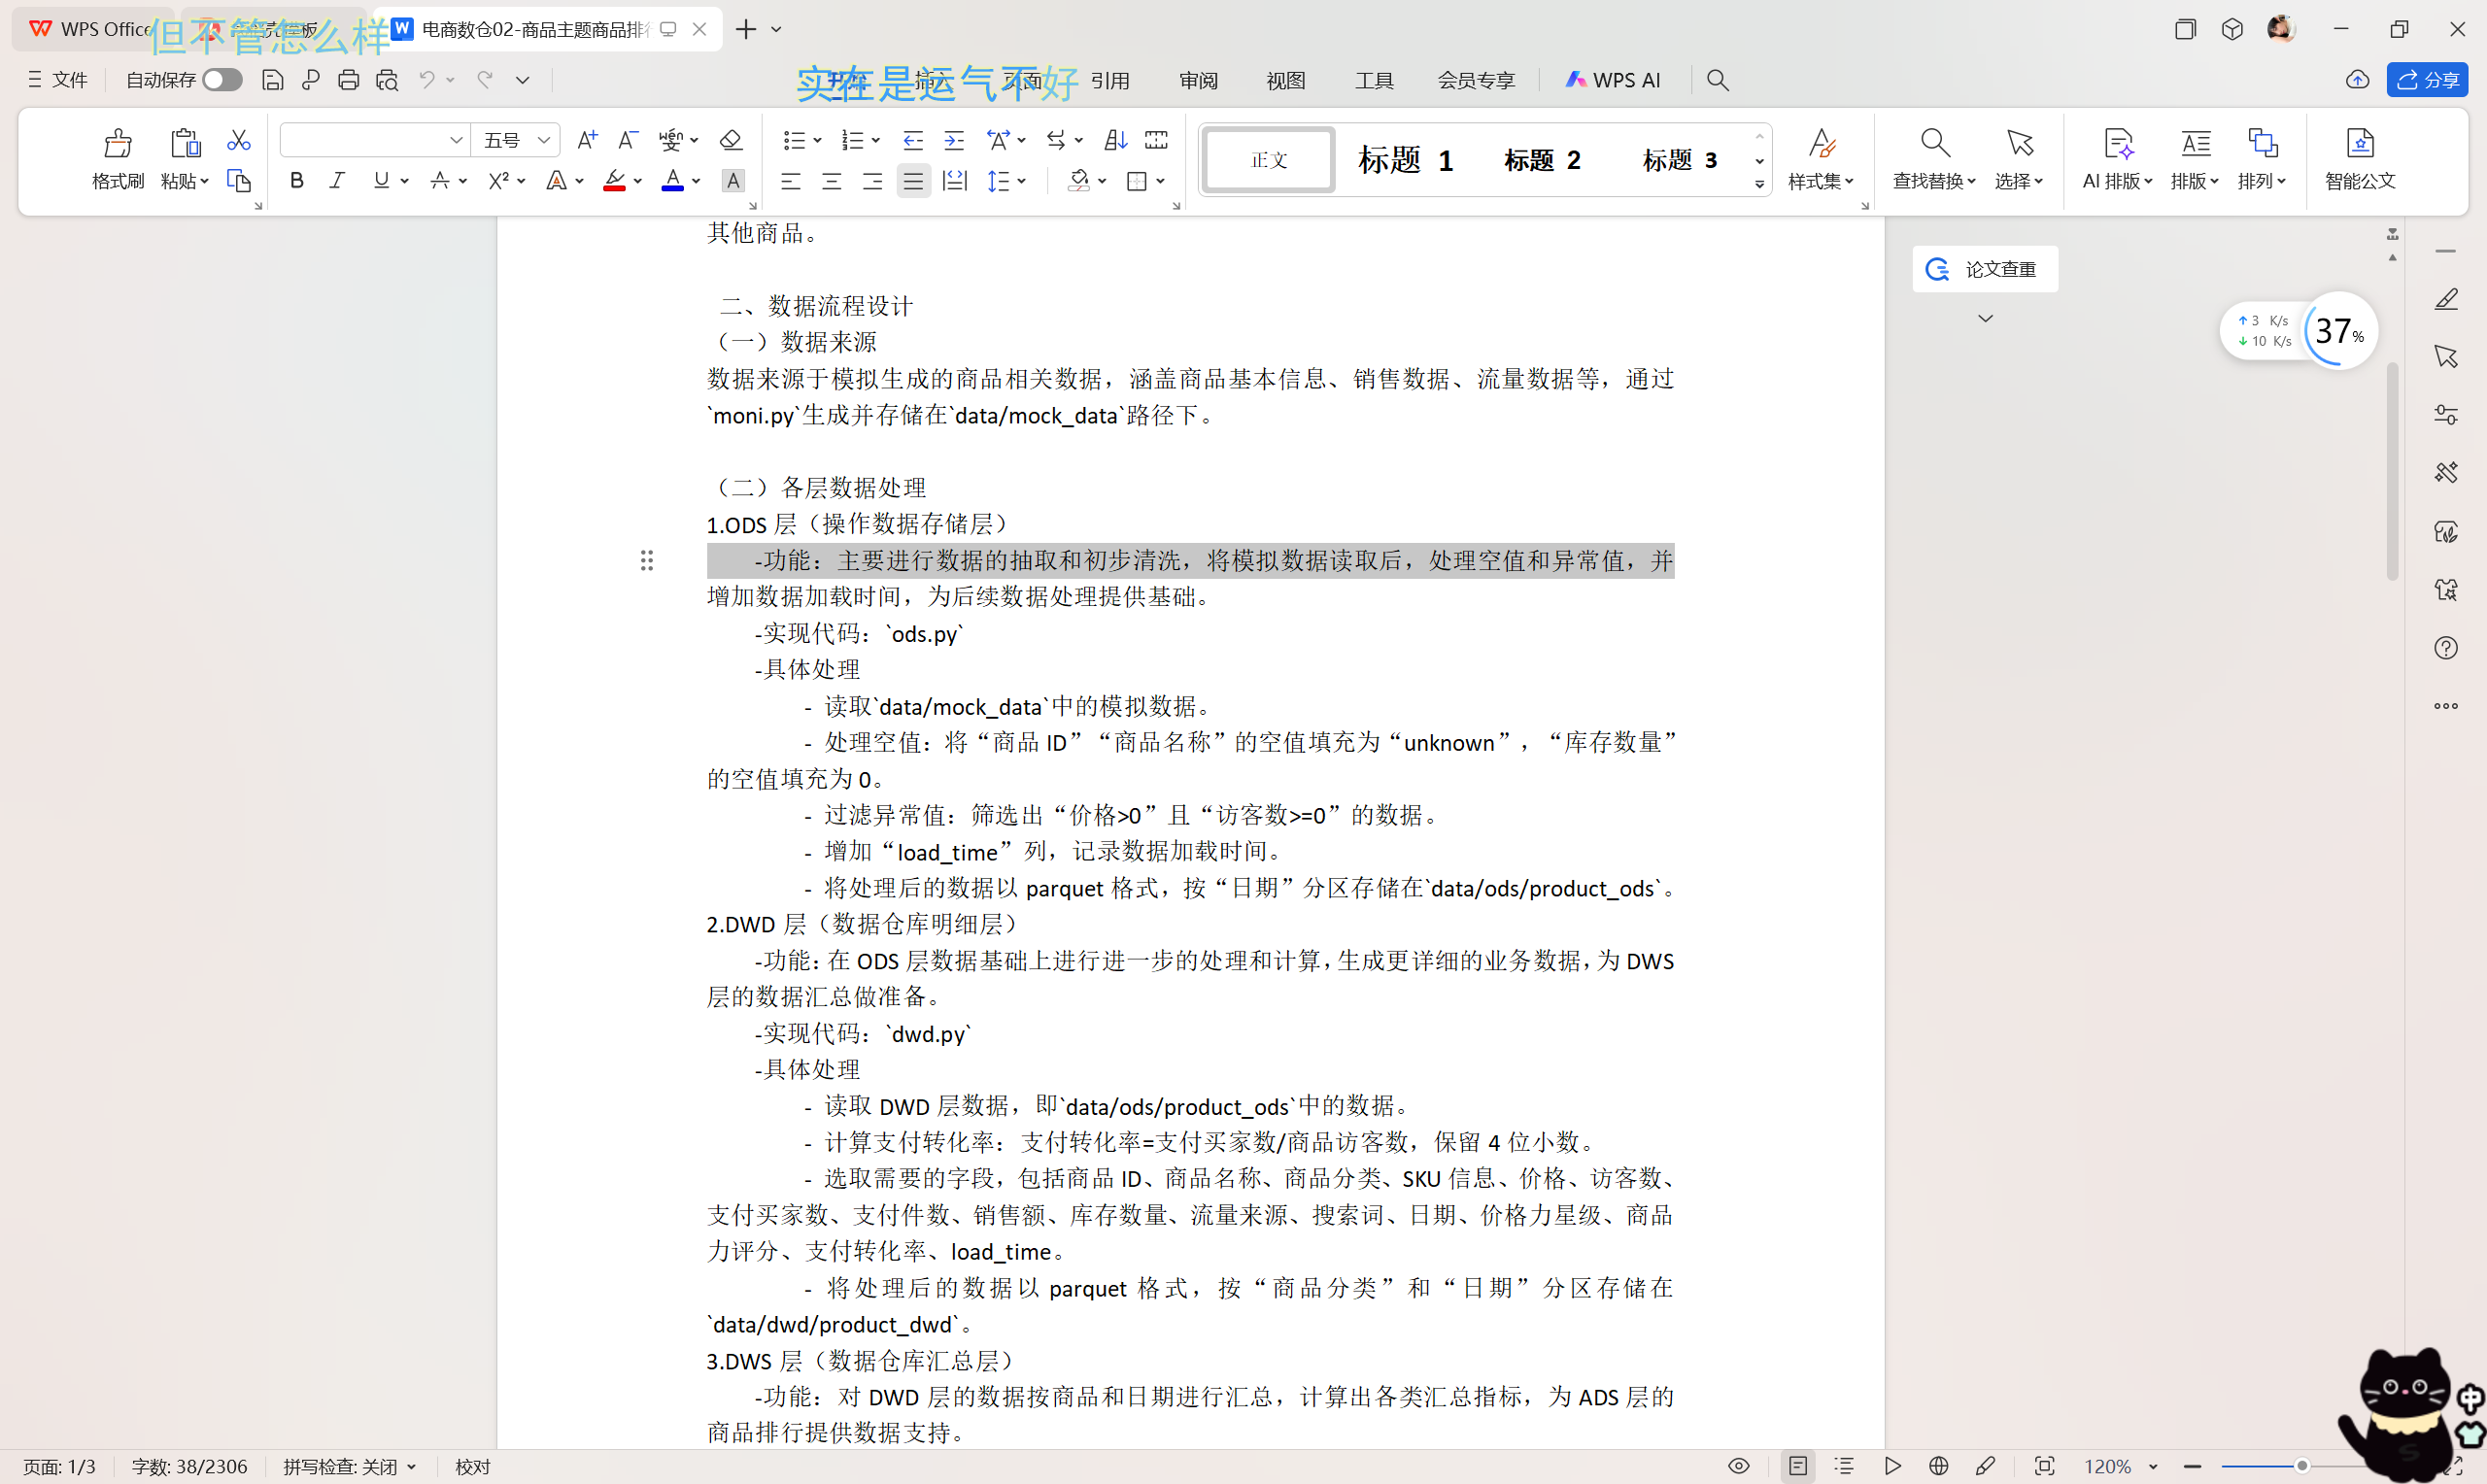 WPS Office
电商数仓02-商品主题商品排
但不管怎么样
文件
自动保存
实在是运气不好
引用
审阅
视图
工具
会员专享
WPS AI
分享
格式刷
粘贴
五号
正文
标题 1
标题 2
标题 3
样式集
查找替换
选择
AI 排版
排版
排列
智能公文
其他商品。
论文查重
3 K/s
10 K/s
37%
二、数据流程设计
（一）数据来源
数据来源于模拟生成的商品相关数据，涵盖商品基本信息、销售数据、流量数据等，通过
`moni.py`生成并存储在`data/mock_data`路径下。
（二）各层数据处理
1.ODS 层（操作数据存储层）
-功能：主要进行数据的抽取和初步清洗，将模拟数据读取后，处理空值和异常值，并
增加数据加载时间，为后续数据处理提供基础。
-实现代码：`ods.py`
-具体处理
- 读取`data/mock_data`中的模拟数据。
- 处理空值：将“商品 ID”“商品名称”的空值填充为“unknown”，“库存数量”
的空值填充为 0。
- 过滤异常值：筛选出“价格>0”且“访客数>=0”的数据。
- 增加“load_time”列，记录数据加载时间。
- 将处理后的数据以 parquet 格式，按“日期”分区存储在`data/ods/product_ods`。
2.DWD 层（数据仓库明细层）
-功能：在 ODS 层数据基础上进行进一步的处理和计算，生成更详细的业务数据，为 DWS
层的数据汇总做准备。
-实现代码：`dwd.py`
-具体处理
- 读取 DWD 层数据，即`data/ods/product_ods`中的数据。
- 计算支付转化率：支付转化率=支付买家数/商品访客数，保留 4 位小数。
- 选取需要的字段，包括商品 ID、商品名称、商品分类、SKU 信息、价格、访客数、
支付买家数、支付件数、销售额、库存数量、流量来源、搜索词、日期、价格力星级、商品
力评分、支付转化率、load_time。
- 将处理后的数据以 parquet 格式，按“商品分类”和“日期”分区存储在
`data/dwd/product_dwd`。
3.DWS 层（数据仓库汇总层）
-功能：对 DWD 层的数据按商品和日期进行汇总，计算出各类汇总指标，为 ADS 层的
商品排行提供数据支持。
中
页面: 1/3
字数: 38/2306
拼写检查: 关闭
校对
120%